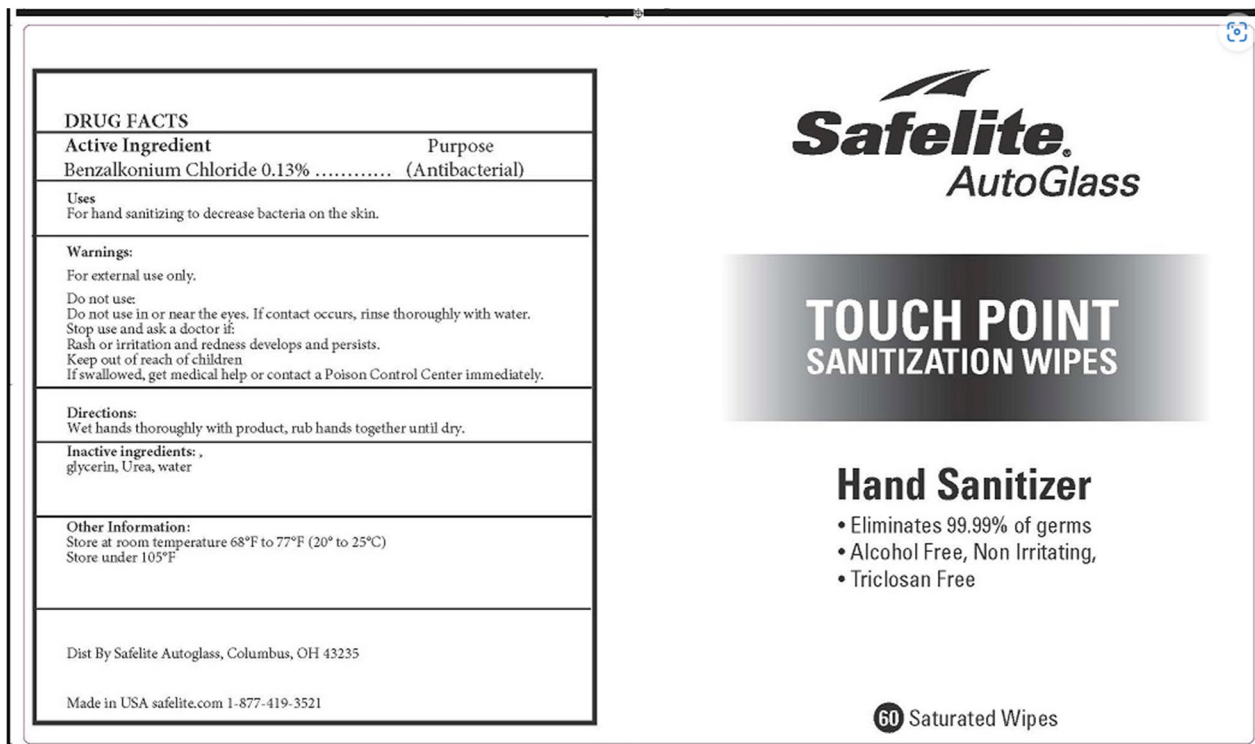 DRUG FACTS
Active Ingredient Purpose
Benzalkonium Chloride 0.13% ............ (Antibacterial)
Uses
For hand sanitizing to decrease bacteria on the skin.
Warnings:
For external use only.
Do not use:
Do not use in or near the eyes. If contact occurs, rinse thoroughly with water.
Stop use and ask a doctor if:
Rash or irritation and redness develops and persists.
Keep out of reach of children
If swallowed, get medical help or contact a Poison Control Center immediately.
Directions:
Wet hands thoroughly with product, rub hands together until dry.
Inactive ingredients: ,
glycerin, Urea, water
Other Information:
Store at room temperature 68°F to 77°F (20° to 25°C)
Store under 105°F
Dist By Safelite Autoglass, Columbus, OH 43235
Made in USA safelite.com 1-877-419-3521
Safelite®
AutoGlass
TOUCH POINT
SANITIZATION WIPES
Hand Sanitizer
• Eliminates 99.99% of germs
• Alcohol Free, Non Irritating,
• Triclosan Free
60 Saturated Wipes